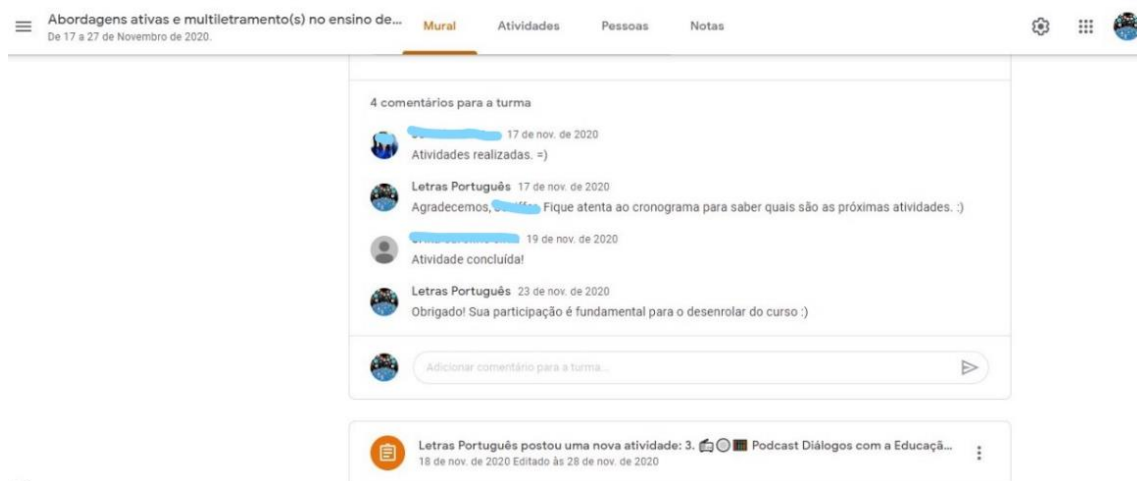 Abordagens ativas e multiletramento(s) no ensino de...
De 17 a 27 de Novembro de 2020.
Mural
Atividades
Pessoas
Notas
4 comentários para a turma
17 de nov. de 2020
Atividades realizadas. =)
Letras Português 17 de nov. de 2020
Agradecemos, Fique atenta ao cronograma para saber quais são as próximas atividades. :)
19 de nov. de 2020
Atividade concluída!
Letras Português 23 de nov. de 2020
Obrigado! Sua participação é fundamental para o desenrolar do curso :)
Adicionar comentário para a turma...
Letras Português postou uma nova atividade: 3. 📻⚪🎛 Podcast Diálogos com a Educaçã...
18 de nov. de 2020 Editado às 28 de nov. de 2020